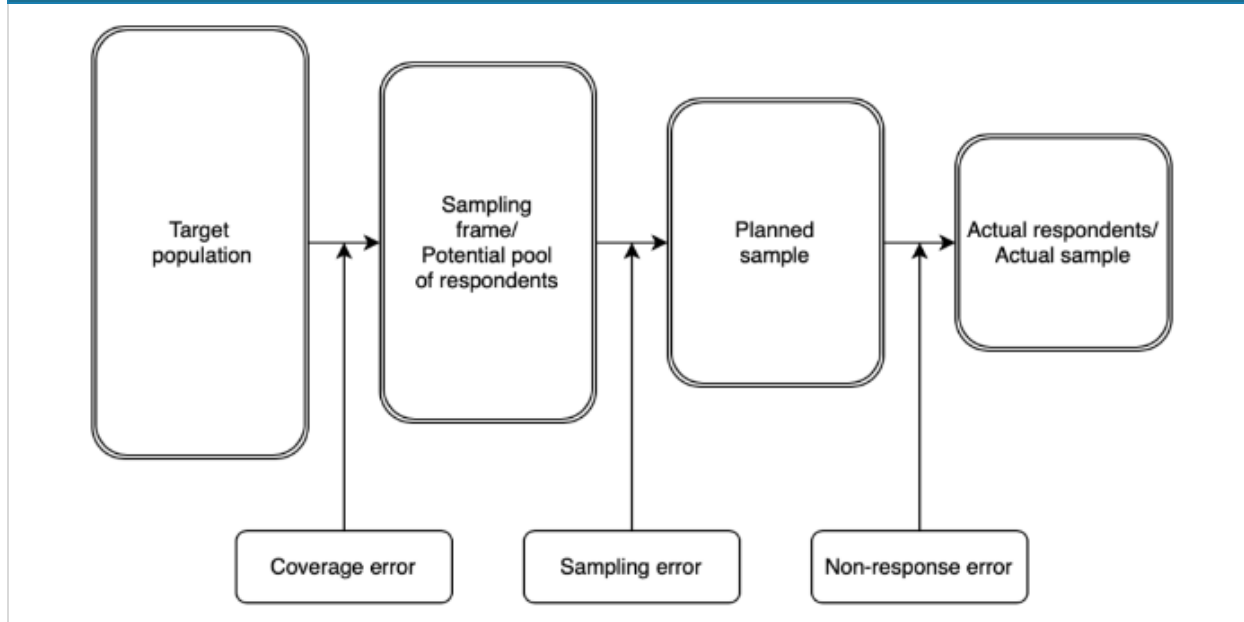 Target
population
Sampling
frame/
Potential pool
of respondents
Planned
sample
Actual respondents/
Actual sample
Coverage error
Sampling error
Non-response error